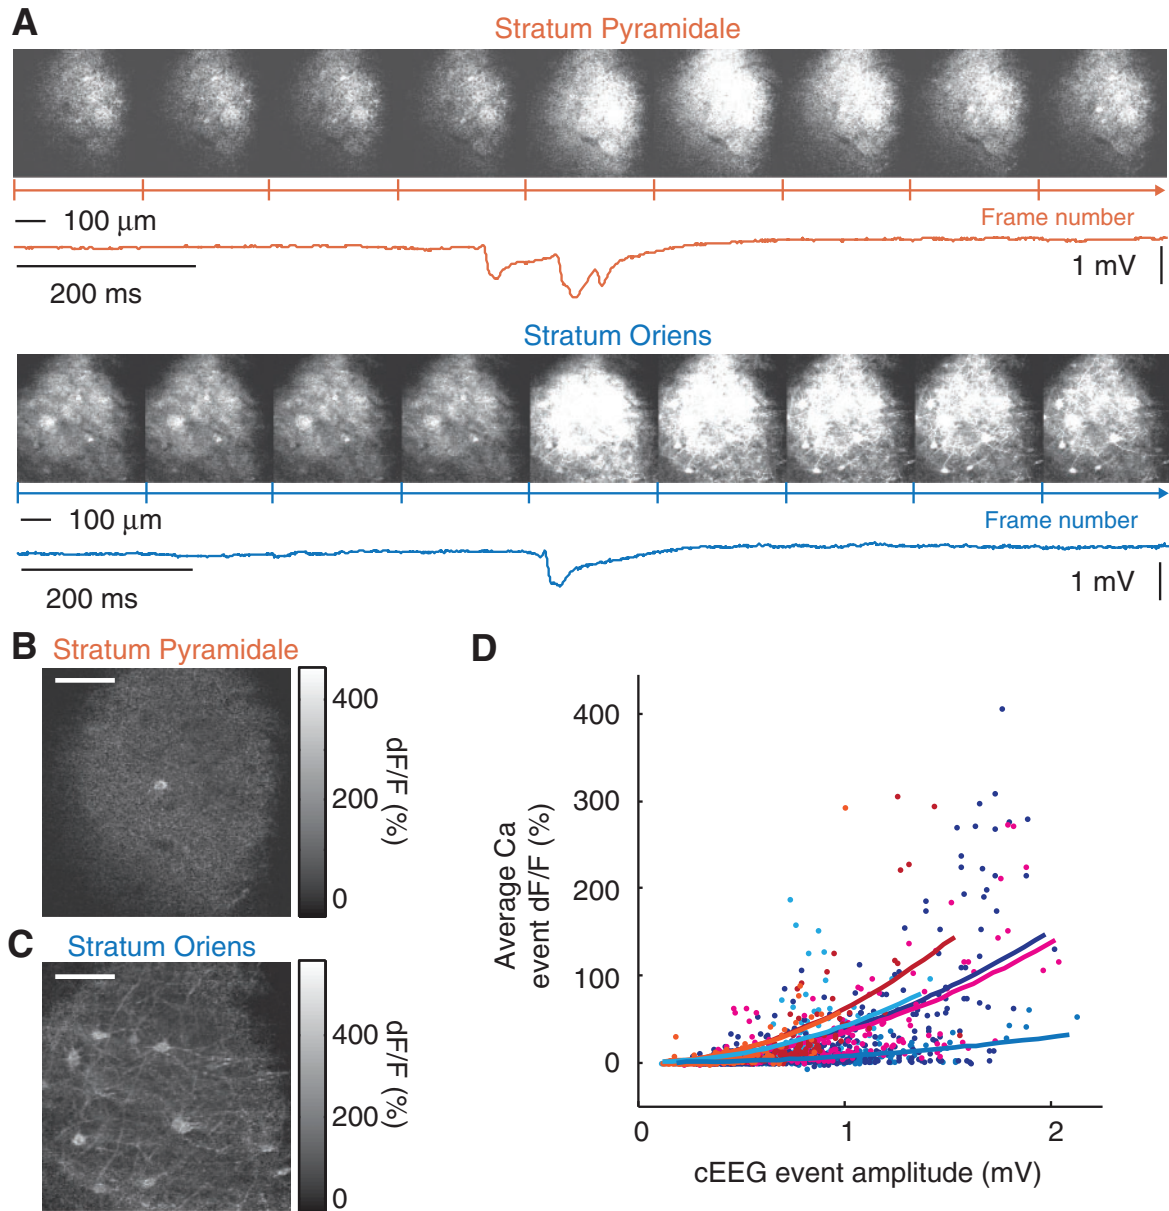 A
Stratum Pyramidale
100 μm
Frame number
200 ms
1 mV
Stratum Oriens
100 μm
Frame number
200 ms
1 mV
B
Stratum Pyramidale
400
200
0
dF/F (%)
C
Stratum Oriens
400
200
0
dF/F (%)
D
Average Ca
event dF/F (%)
400
300
200
100
0
0
1
2
cEEG event amplitude (mV)